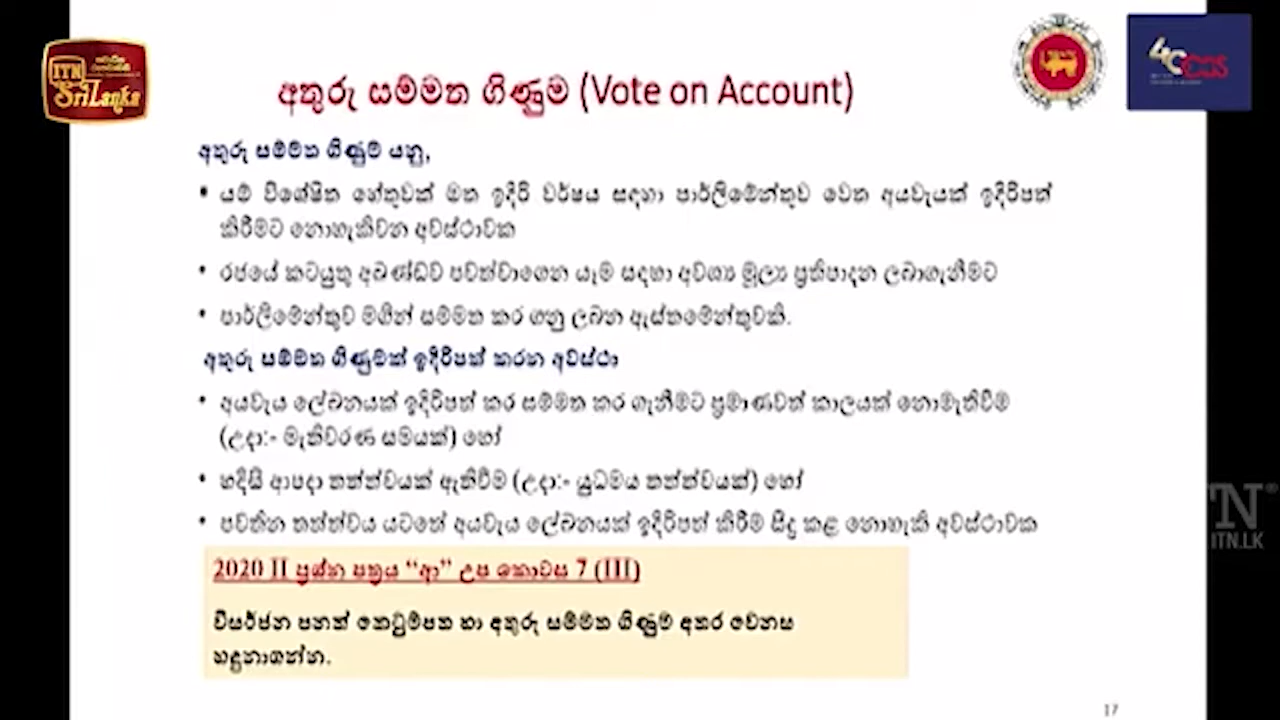 ITN
Sri Lanka
අතුරු සම්මත ගිණුම (Vote on Account)
අතුරු සම්මත ගිණුම යනු,
• යම් විශේෂිත හේතුවක් මත ඉදිරි වර්ෂය සඳහා පාර්ලිමේන්තුව වෙත අයවැයක් ඉදිරිපත්
කිරීමට නොහැකිවන අවස්ථාවක
• රජයේ කටයුතු අඛණ්ඩව පවත්වාගෙන යෑම සඳහා අවශ්‍ය මූල්‍ය ප්‍රතිපාදන ලබාගැනීමට
• පාර්ලිමේන්තුව මගින් සම්මත කර ගනු ලබන ඇස්තමේන්තුවකි.
අතුරු සම්මත ගිණුමක් ඉදිරිපත් කරන අවස්ථා
• අයවැය ලේඛනයක් ඉදිරිපත් කර සම්මත කර ගැනීමට ප්‍රමාණවත් කාලයක් නොමැතිවීම
(උදා:- මැතිවරණ සමයක්) හෝ
• හදිසි ආපදා තත්ත්වයක් ඇතිවීම (උදා:- යුධමය තත්ත්වයක්) හෝ
• පවතින තත්ත්වය යටතේ අයවැය ලේඛනයක් ඉදිරිපත් කිරීම සිදු කළ නොහැකි අවස්ථාවක
2020 II ප්‍රශ්න පත්‍රය “ආ” උප කොටස 7 (III)
විසර්ජන පනත් කෙටුම්පත හා අතුරු සම්මත ගිණුම අතර වෙනස
හඳුනාගන්න.
17
ITN.LK